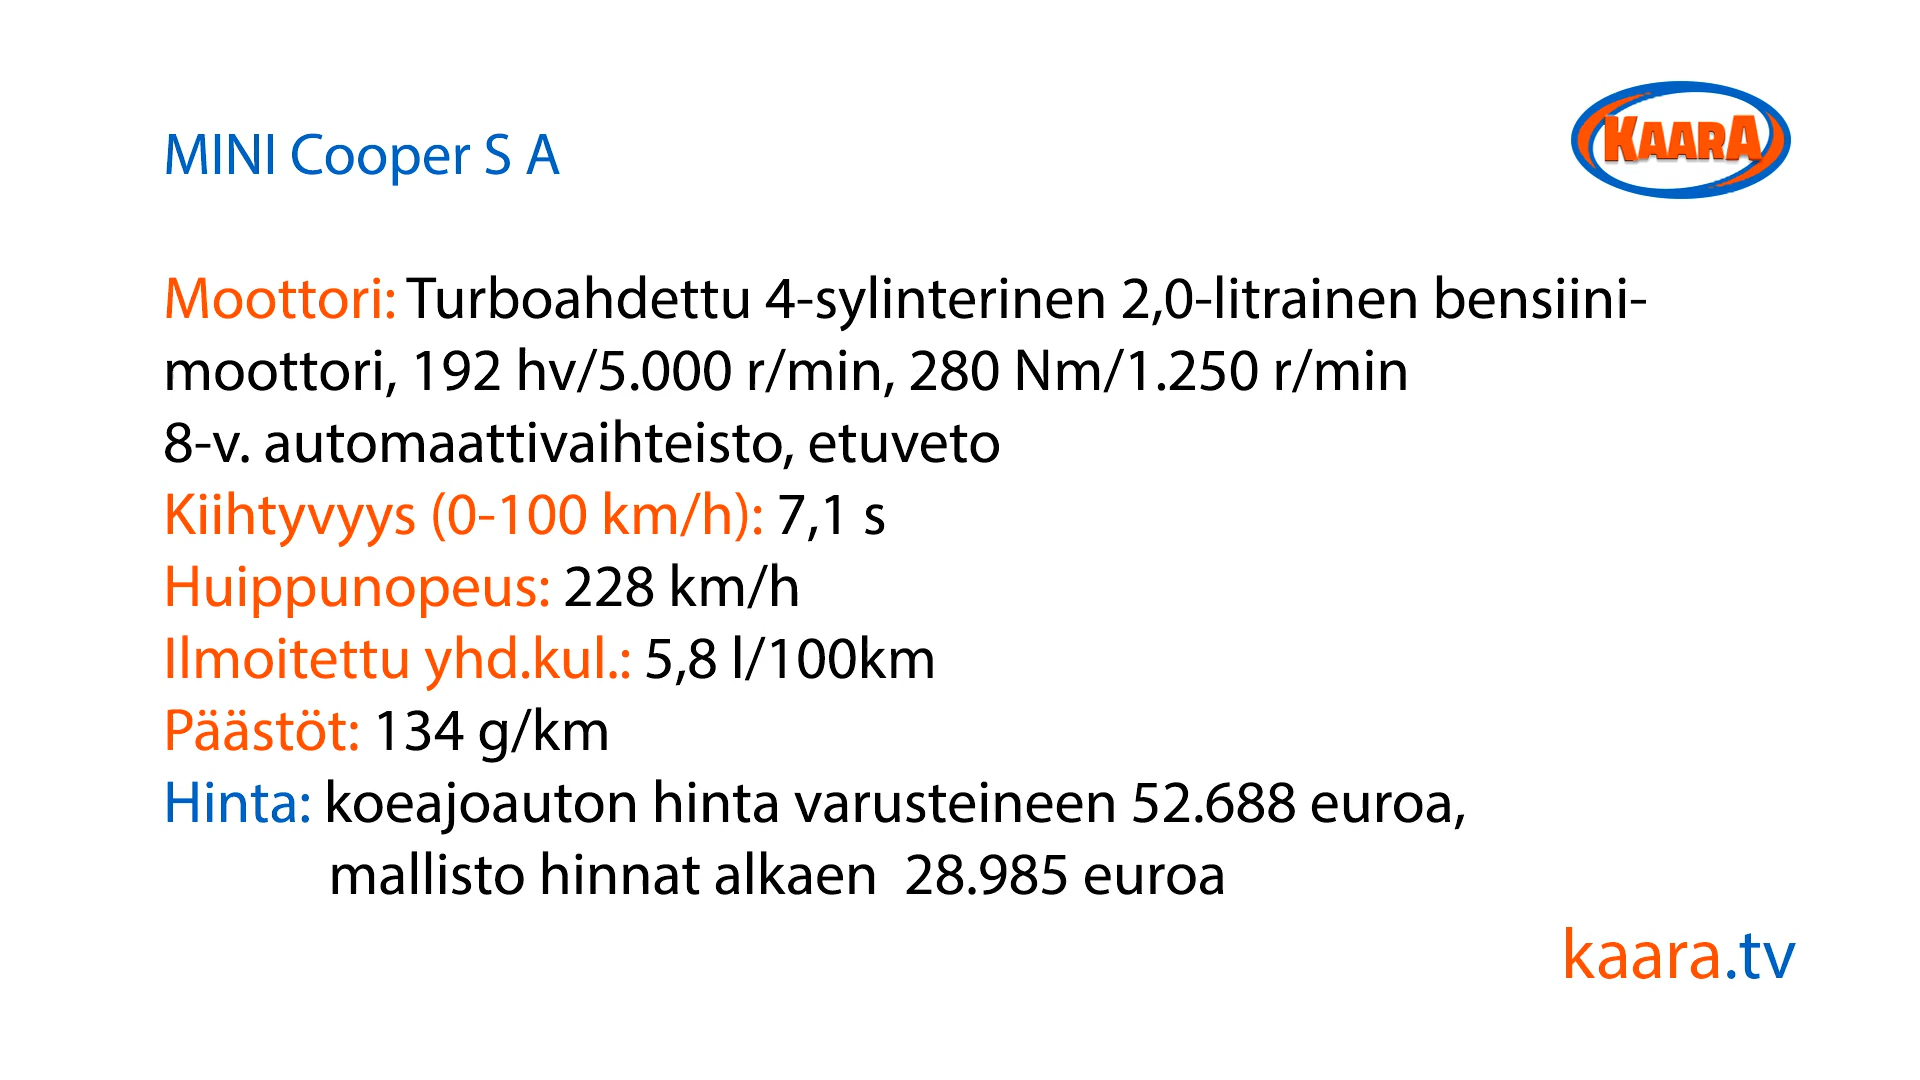 MINI Cooper S A
KAARA
Moottori: Turboahdettu 4-sylinterinen 2,0-litrainen bensiini-
moottori, 192 hv/5.000 r/min, 280 Nm/1.250 r/min
8-v. automaattivaihteisto, etuveto
Kiihtyvyys (0-100 km/h): 7,1 s
Huippunopeus: 228 km/h
Ilmoitettu yhd.kul.: 5,8 l/100km
Päästöt: 134 g/km
Hinta: koeajoauton hinta varusteineen 52.688 euroa,
mallisto hinnat alkaen  28.985 euroa
kaara.tv